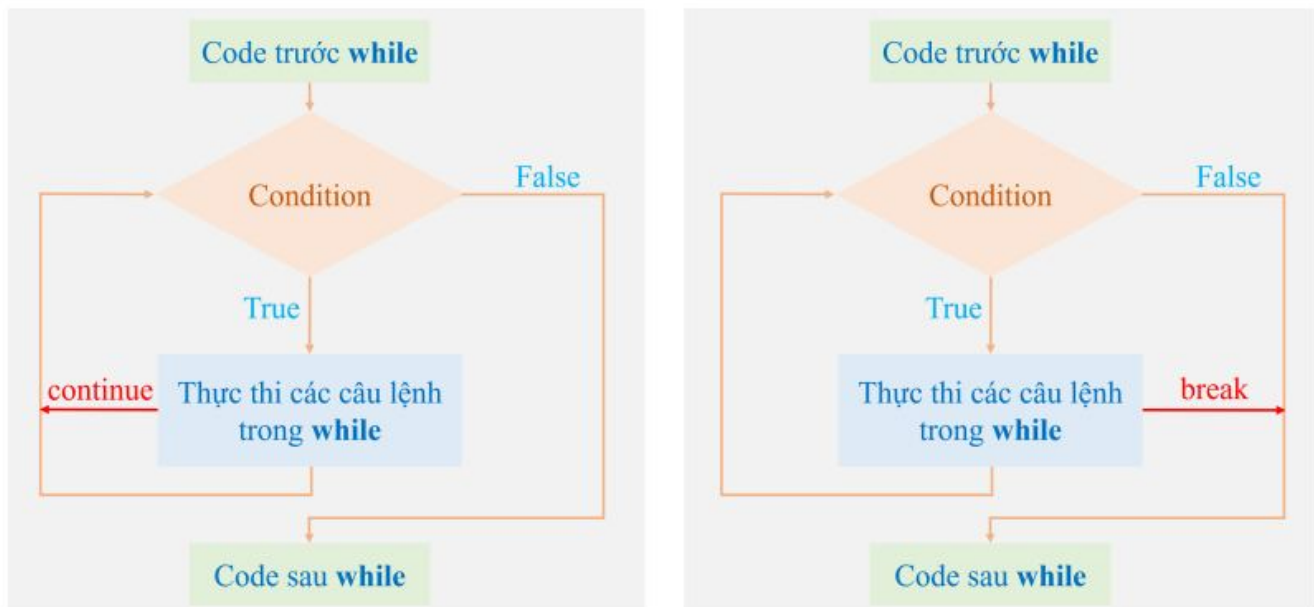 Code trước while
Condition
False
True
continue
Thực thi các câu lệnh
trong while
Code sau while
Code trước while
Condition
False
True
Thực thi các câu lệnh
trong while
break
Code sau while